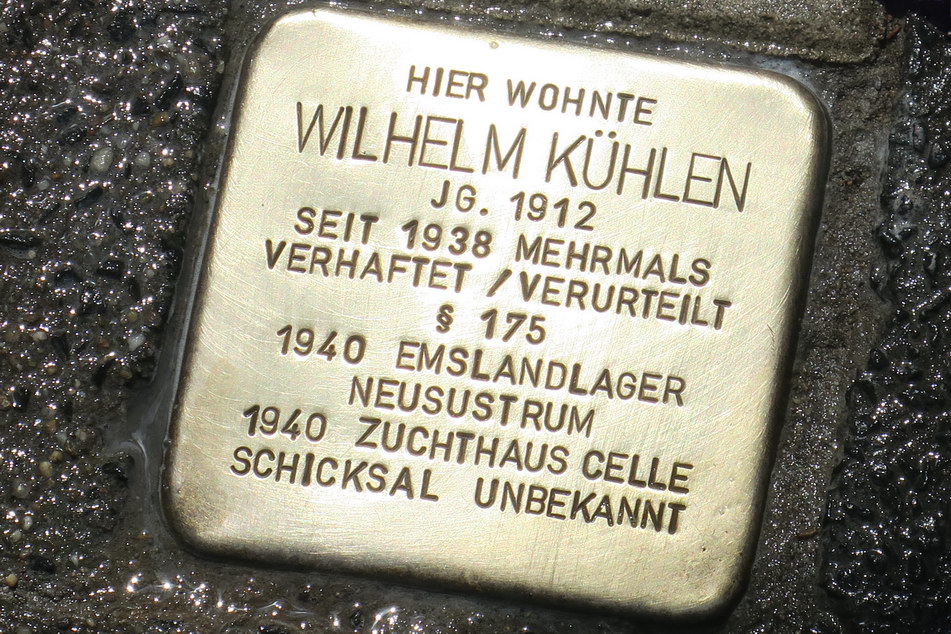 HIER WOHNTE
WILHELM KÜHLEN
JG. 1912
SEIT 1938 MEHRMALS
VERHAFTET / VERURTEILT
§ 175
1940 EMSLANDLAGER
NEUSUSTRUM
1940 ZUCHTHAUS CELLE
SCHICKSAL UNBEKANNT